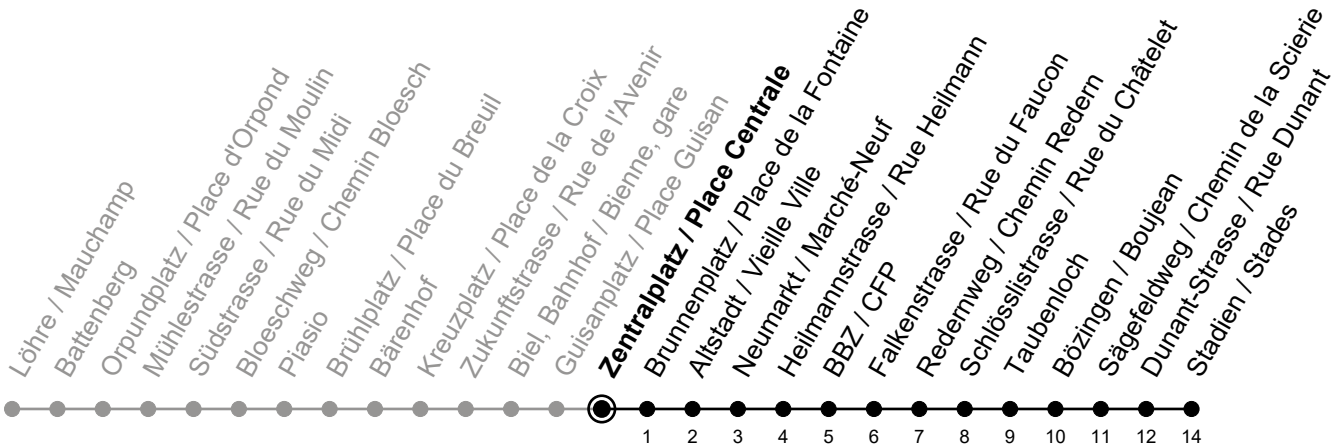 Löhre / Mauchamp
Battenberg
Orpundplatz / Place d'Orpond
Mühlestrasse / Rue du Moulin
Südstrasse / Rue du Midi
Bloeschweg / Chemin Bloesch
Piasio
Brühlplatz / Place du Breuil
Bärenhof
Kreuzplatz / Place de la Croix
Zukunftstrasse / Rue de l'Avenir
Biel, Bahnhof / Bienne, gare
Guisanplatz / Place Guisan
Zentralplatz / Place Centrale
Brunnenplatz / Place de la Fontaine
Altstadt / Vieille Ville
Neumarkt / Marché-Neuf
Heilmannstrasse / Rue Heilmann
BBZ / CFP
Falkenstrasse / Rue du Faucon
Redernweg / Chemin Redern
Schlösslistrasse / Rue du Châtelet
Taubenloch
Bözingen / Boujean
Sägefeldweg / Chemin de la Scierie
Dunant-Strasse / Rue Dunant
Stadien / Stades
1 2 3 4 5 6 7 8 9 10 11 12 14